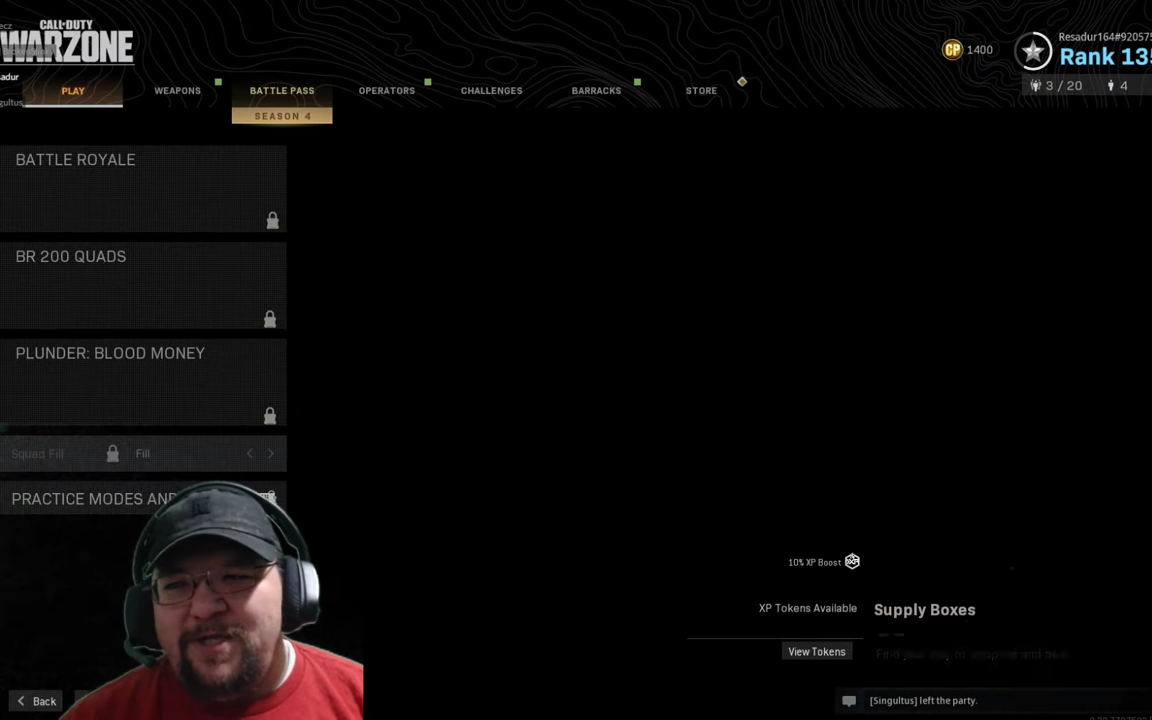 CALL OF DUTY
WARZONE
Resadur164#920575
Rank 135
CP 1400
3 / 20
4
PLAY
WEAPONS
BATTLE PASS
OPERATORS
CHALLENGES
BARRACKS
STORE
SEASON 4
BATTLE ROYALE
BR 200 QUADS
PLUNDER: BLOOD MONEY
Squad Fill
Fill
PRACTICE MODES AND
10% XP Boost
XP Tokens Available
View Tokens
Supply Boxes
Back
[Singultus] left the party.